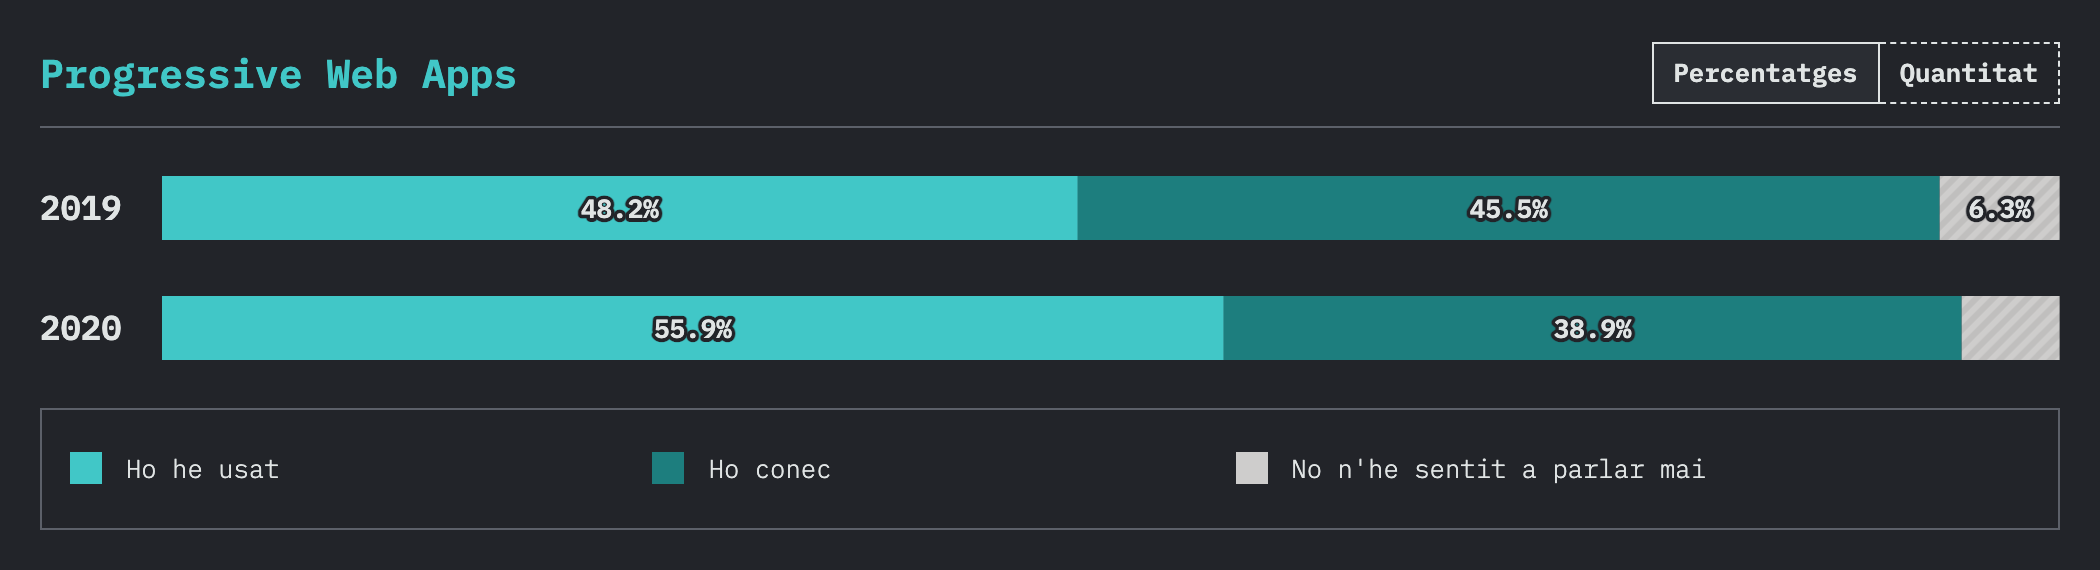 Progressive Web Apps
Percentatges Quantitat
2019 48.2% 45.5% 6.3%
2020 55.9% 38.9%
Ho he usat Ho conec No n'he sentit a parlar mai